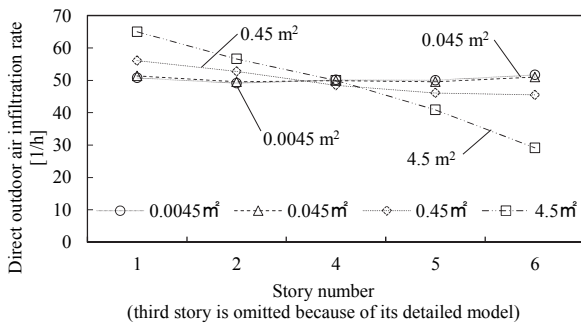 Direct outdoor air infiltration rate
[1/h]
70
60
50
40
30
20
10
0
0.45 m²
0.045 m²
0.0045 m²
4.5 m²
0.0045㎡
0.045㎡
0.45㎡
4.5㎡
1
2
4
5
6
Story number
(third story is omitted because of its detailed model)